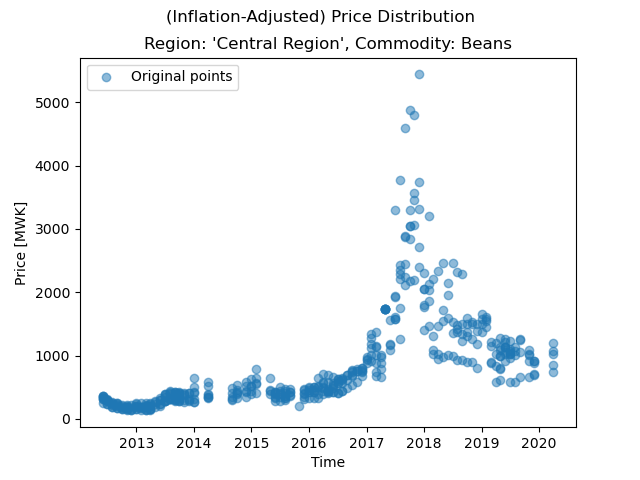 (Inflation-Adjusted) Price Distribution
Region: 'Central Region', Commodity: Beans
Original points
Price [MWK]
5000
4000
3000
2000
1000
0
2013 2014 2015 2016 2017 2018 2019 2020
Time